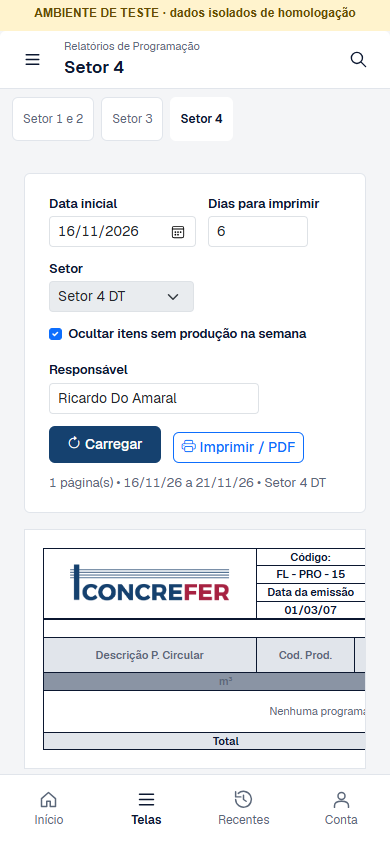 AMBIENTE DE TESTE · dados isolados de homologação
Relatórios de Programação
Setor 4
Setor 1 e 2
Setor 3
Setor 4
Data inicial
Dias para imprimir
16/11/2026
6
Setor
Setor 4 DT
Ocultar itens sem produção na semana
Responsável
Ricardo Do Amaral
Carregar
Imprimir / PDF
1 página(s) • 16/11/26 a 21/11/26 • Setor 4 DT
CONCREFER
Código:
FL - PRO - 15
Data da emissão
01/03/07
Descrição P. Circular
Cod. Prod.
m³
Nenhuma programa
Total
Início
Telas
Recentes
Conta